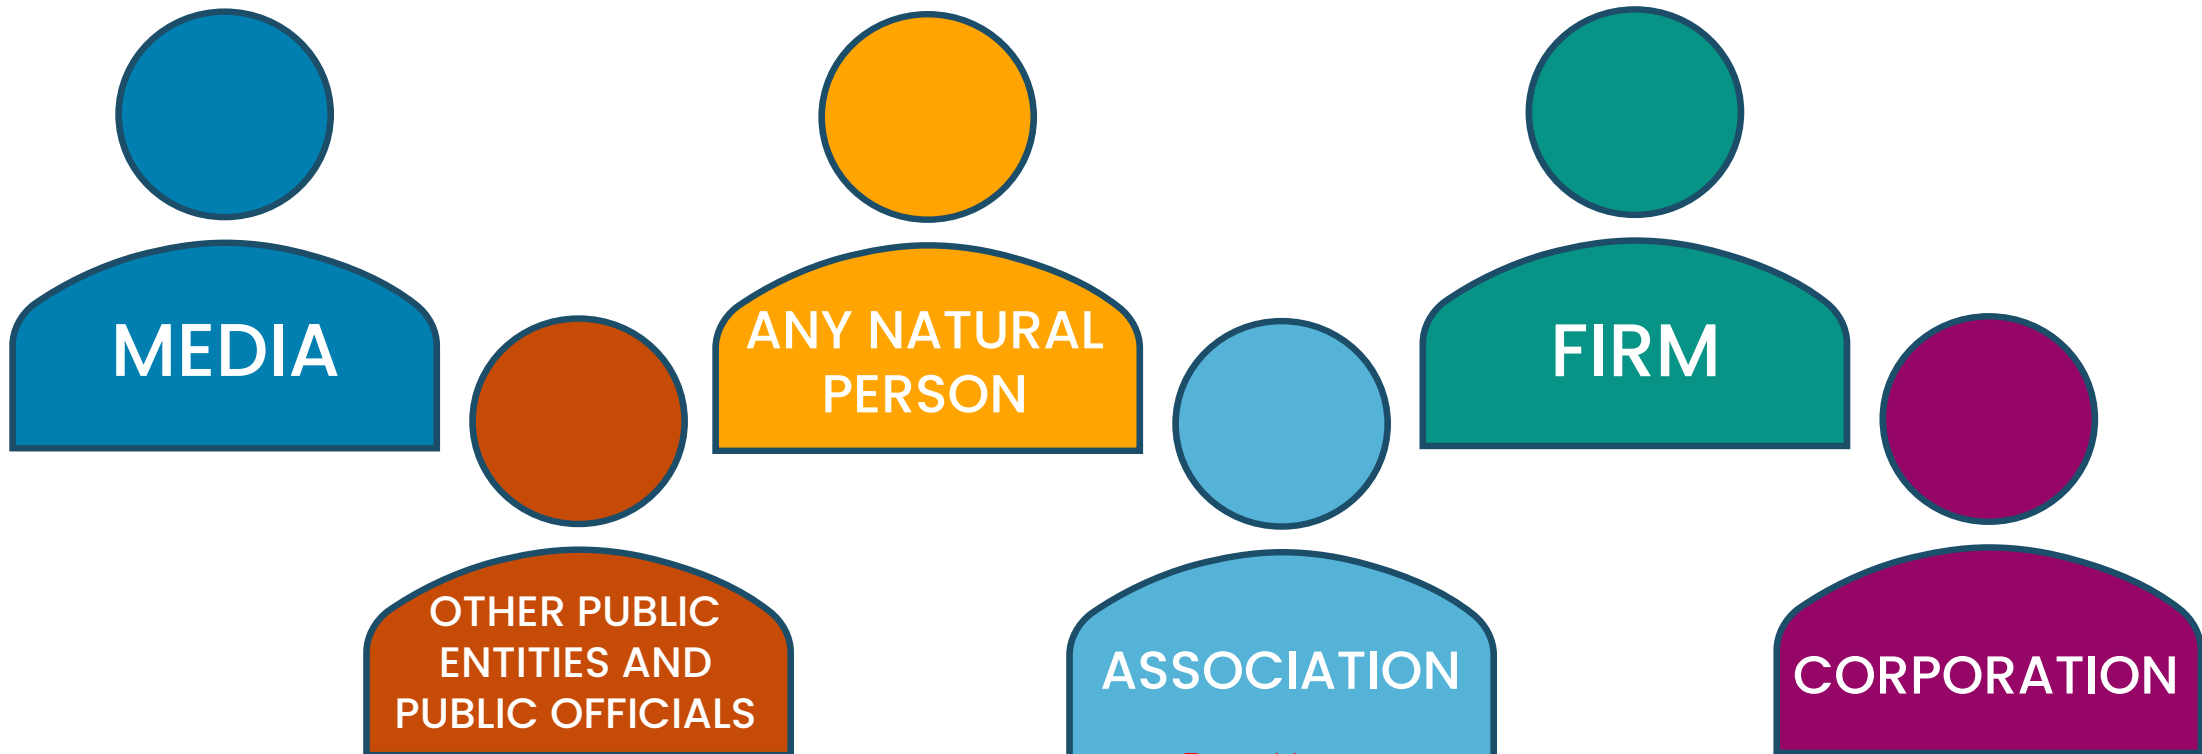 MEDIA
ANY NATURAL
PERSON
FIRM
OTHER PUBLIC
ENTITIES AND
PUBLIC OFFICIALS
ASSOCIATION
CORPORATION